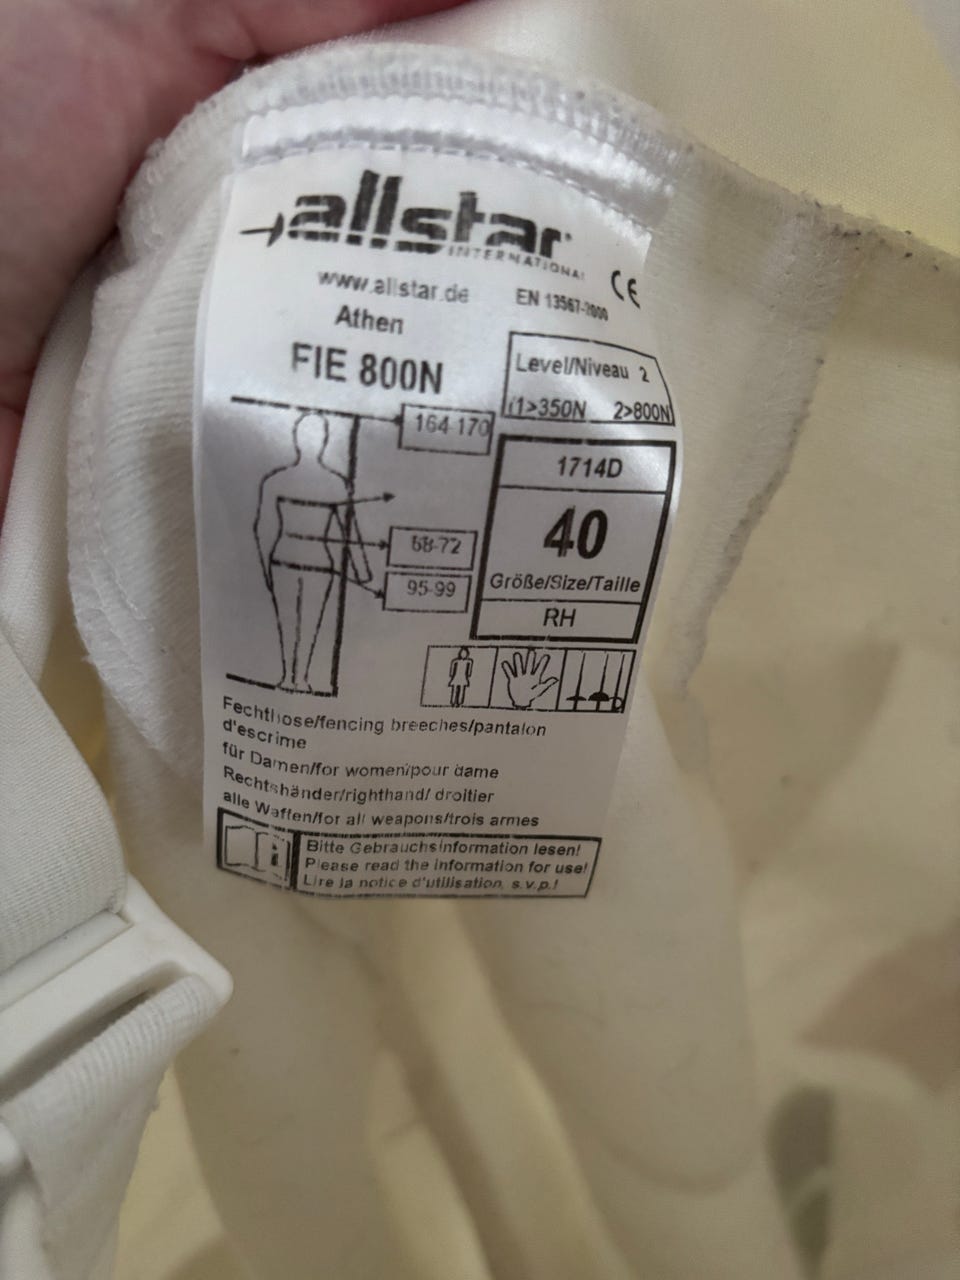 allstar
INTERNATIONAL
www.allstar.de
EN 13567-2000
CE
Athen
FIE 800N
Level/Niveau 2
(1>350N 2>800N
164-170
68-72
95-99
1714D
40
Größe/Size/Taille
RH
Fechthose/fencing breeches/pantalon
d'escrime
für Damen/for women/pour dame
Rechtshänder/righthand/ droitier
alle Waffen/for all weapons/trois armes
Bitte Gebrauchsinformation lesen!
Please read the information for use!
Lire la notice d'utilisation, s.v.p.!